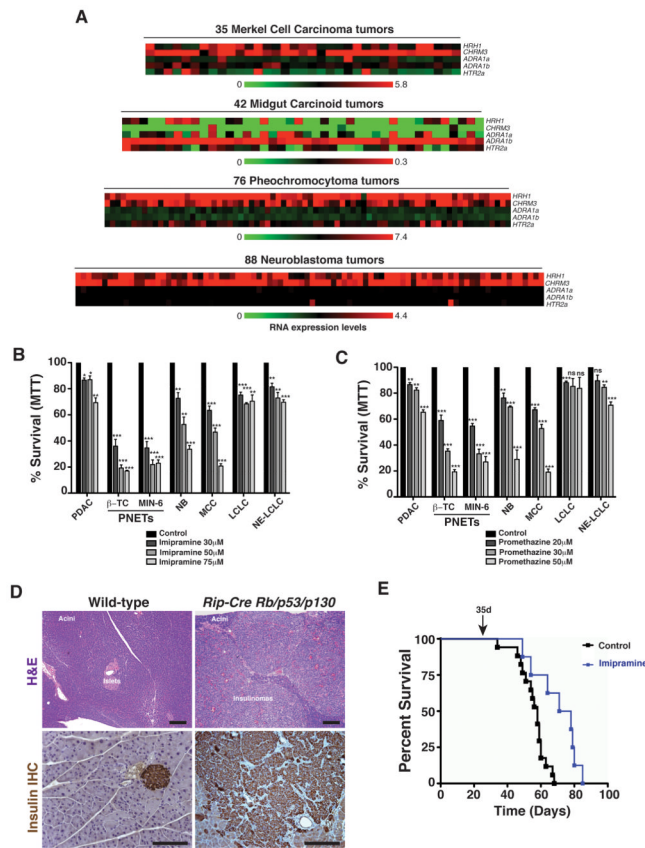 A
35 Merkel Cell Carcinoma tumors
HRH1
CHRM3
ADRA1a
ADRA1b
HTR2a
0 5.8
42 Midgut Carcinoid tumors
HRH1
CHRM3
ADRA1a
ADRA1b
HTR2a
0 0.3
76 Pheochromocytoma tumors
HRH1
CHRM3
ADRA1a
ADRA1b
HTR2a
0 7.4
88 Neuroblastoma tumors
HRH1
CHRM3
ADRA1a
ADRA1b
HTR2a
0 4.4
RNA expression levels
B
% Survival (MTT)
100
80
60
40
20
0
* * **
*** *** ***
*** *** ***
** ** ***
*** *** ***
*** *** **
** ** ***
PDAC
β-TC
MIN-6
PNETs
NB
MCC
LCLC
NE-LCLC
Control
Imipramine 30μM
Imipramine 50μM
Imipramine 75μM
C
% Survival (MTT)
100
80
60
40
20
0
** ** ***
*** *** ***
*** *** ***
** *** ***
*** *** ***
*** ns ns
ns ** ***
PDAC
β-TC
MIN-6
PNETs
NB
MCC
LCLC
NE-LCLC
Control
Promethazine 20μM
Promethazine 30μM
Promethazine 50μM
D
Wild-type
Rip-Cre Rb/p53/p130
H&E
Acini
Islets
Acini
Insulinomas
Insulin IHC
E
35d
Percent Survival
100
75
50
25
0
0 20 40 60 80 100
Time (Days)
Control
Imipramine